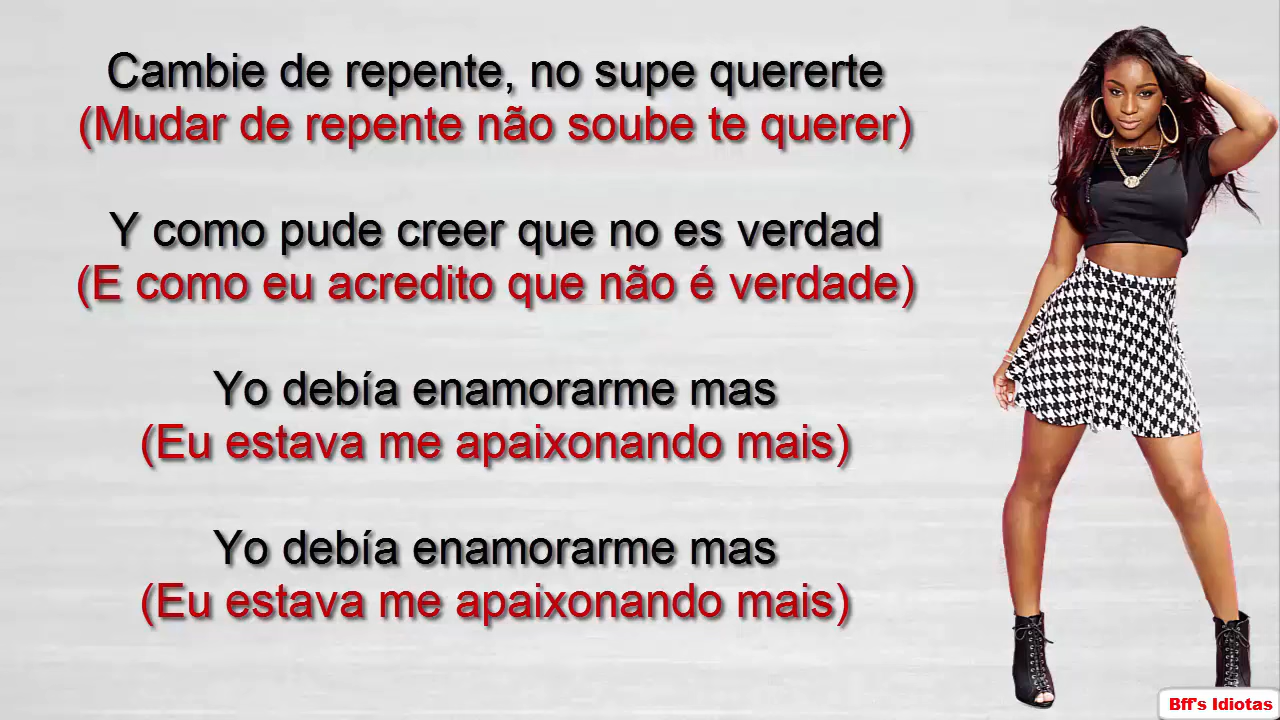 Cambie de repente, no supe quererte
(Mudar de repente não soube te querer)
Y como pude creer que no es verdad
(E como eu acredito que não é verdade)
Yo debía enamorarme mas
(Eu estava me apaixonando mais)
Yo debía enamorarme mas
(Eu estava me apaixonando mais)
Bff's Idiotas